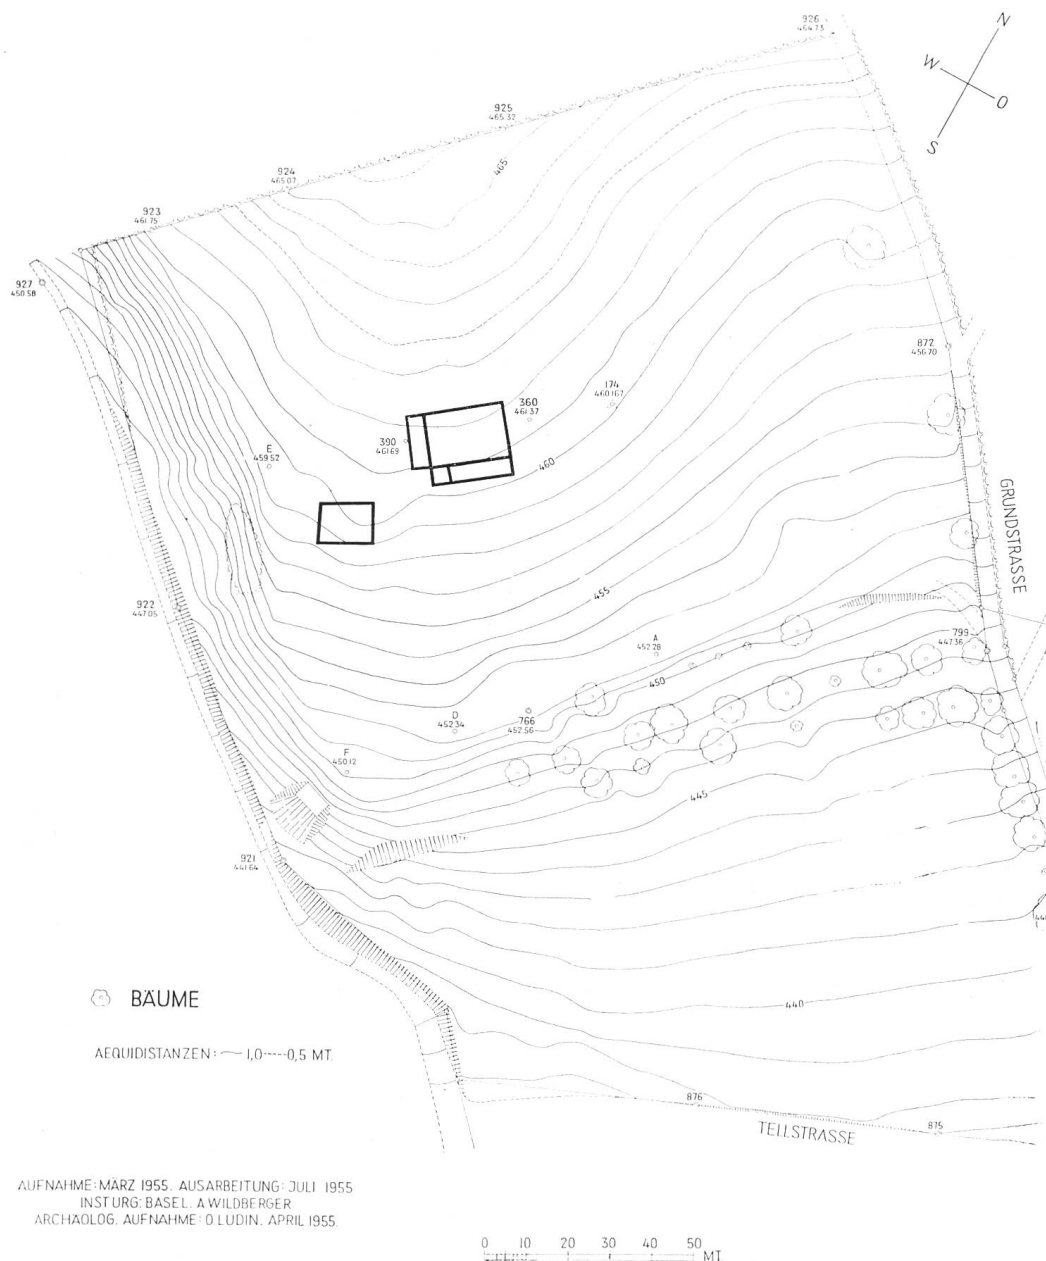 926
464.73
N
W
O
S
925
465.32
465
924
465.07
923
461.75
927
450.58
872
456.70
174
460.167
360
461.37
390
461.69
E
459.52
460
GRUNDSTRASSE
455
922
447.05
A
452.28
799
447.36
450
D
452.34
766
452.56
F
450.12
445
921
441.64
440
BÄUME
AEQUIDISTANZEN: 1,0 0,5 MT.
876
TELLSTRASSE
875
AUFNAHME: MÄRZ 1955. AUSARBEITUNG: JULI 1955
INST URG: BASEL. A WILDBERGER
ARCHÄOLOG. AUFNAHME: O. LUDIN. APRIL 1955.
0 10 20 30 40 50
MT.